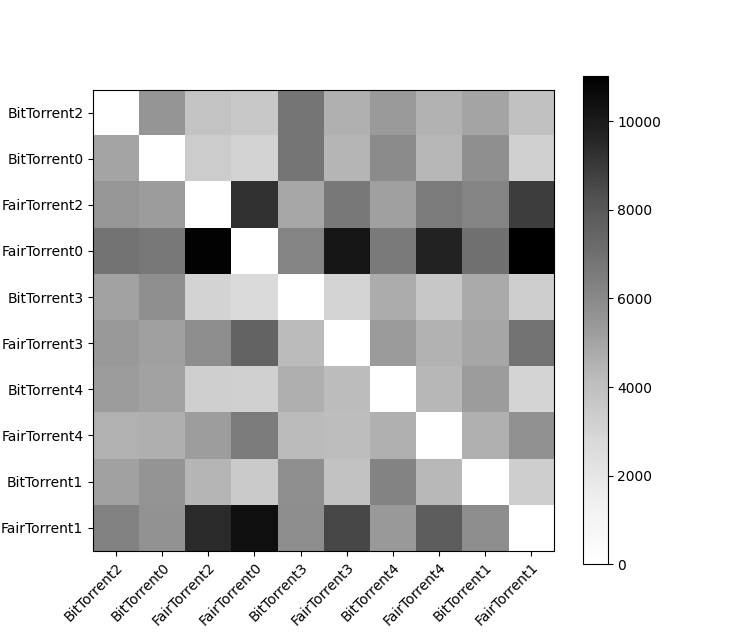 BitTorrent2
BitTorrent0
FairTorrent2
FairTorrent0
BitTorrent3
FairTorrent3
BitTorrent4
FairTorrent4
BitTorrent1
FairTorrent1
BitTorrent2
BitTorrent0
FairTorrent2
FairTorrent0
BitTorrent3
FairTorrent3
BitTorrent4
FairTorrent4
BitTorrent1
FairTorrent1
10000
8000
6000
4000
2000
0